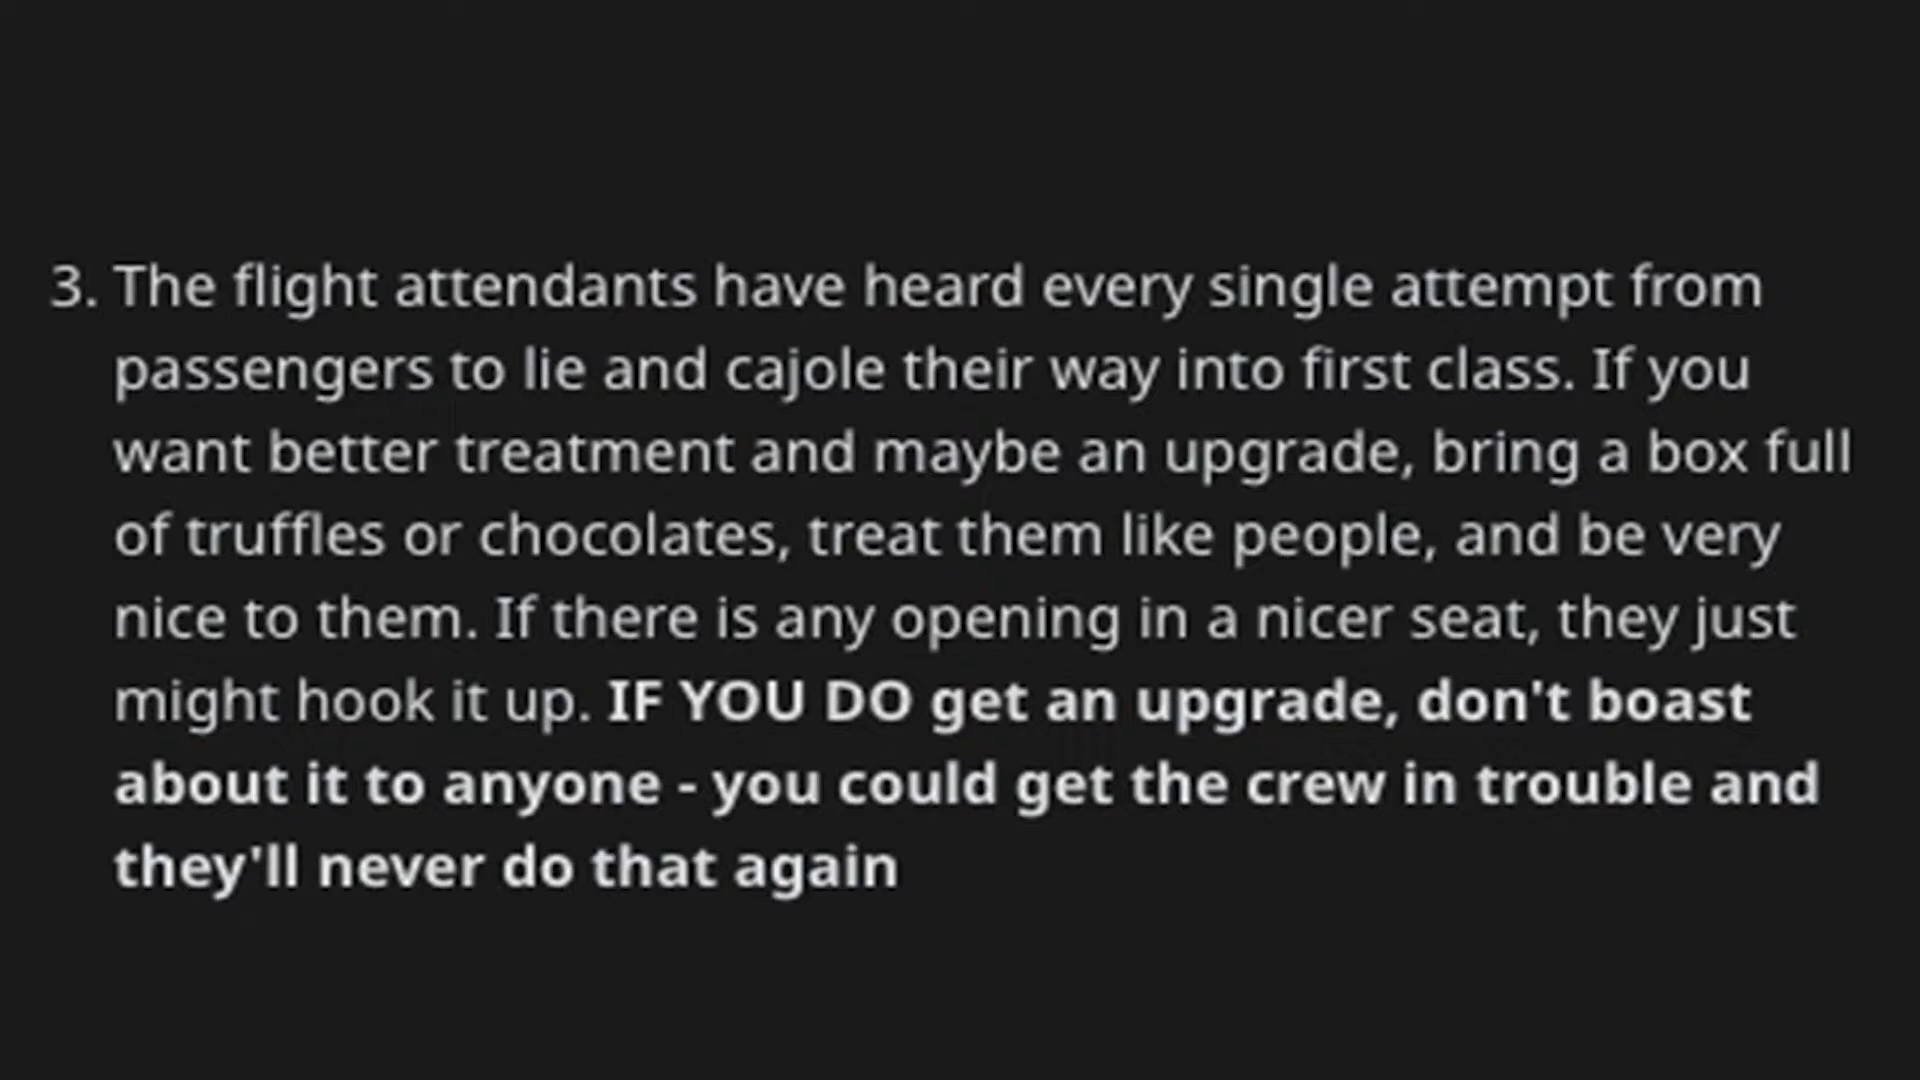 3. The flight attendants have heard every single attempt from
passengers to lie and cajole their way into first class. If you
want better treatment and maybe an upgrade, bring a box full
of truffles or chocolates, treat them like people, and be very
nice to them. If there is any opening in a nicer seat, they just
might hook it up. IF YOU DO get an upgrade, don't boast
about it to anyone - you could get the crew in trouble and
they'll never do that again